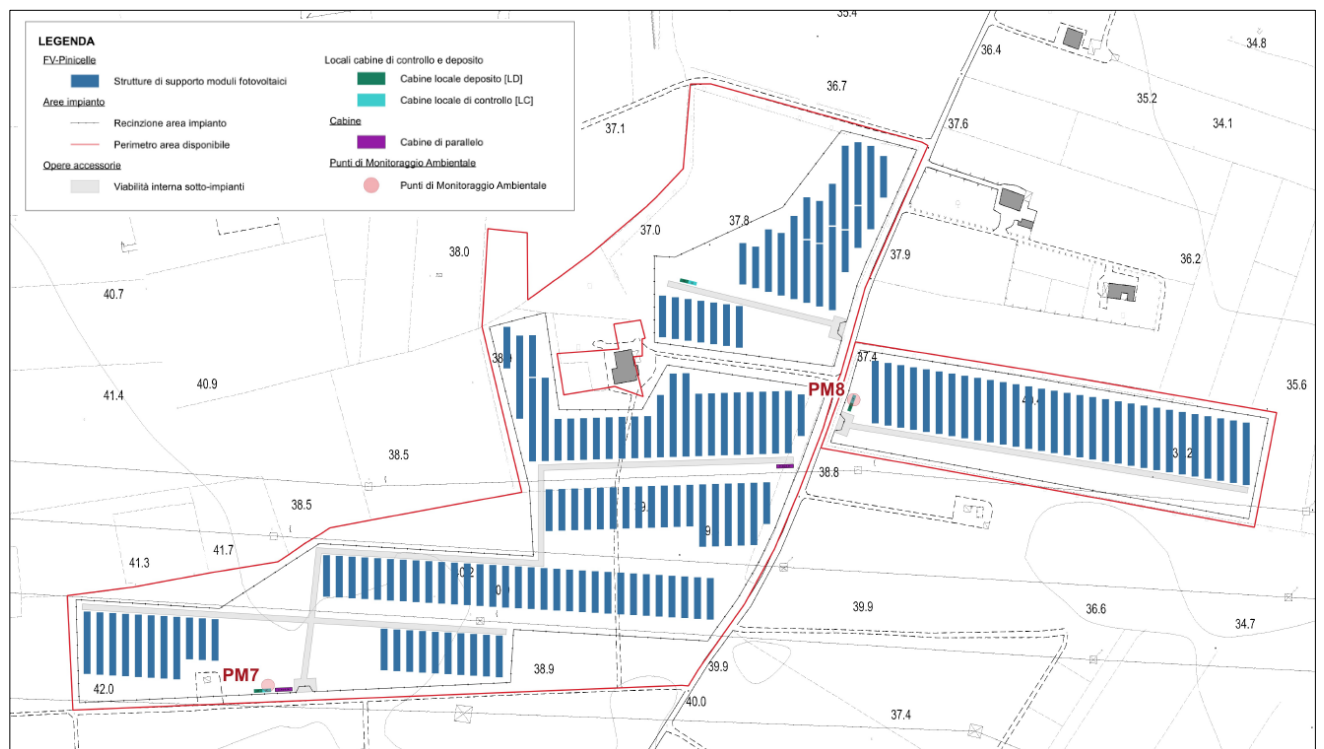 LEGENDA
FV-Pinicelle
Strutture di supporto moduli fotovoltaici
Aree impianto
Recinzione area impianto
Perimetro area disponibile
Opere accessorie
Viabilità interna sotto-impianti
Locali cabine di controllo e deposito
Cabine locale deposito [LD]
Cabine locale di controllo [LC]
Cabine
Cabine di parallelo
Punti di Monitoraggio Ambientale
Punti di Monitoraggio Ambientale
35.4
36.4
34.8
36.7
35.2
37.1
37.6
34.1
37.8
37.0
38.0
37.9
36.2
40.7
38.9
37.4
40.9
PM8
35.6
41.4
38.5
38.8
38.5
41.7
41.3
39.9
36.6
34.7
PM7
38.9
39.9
42.0
40.0
37.4